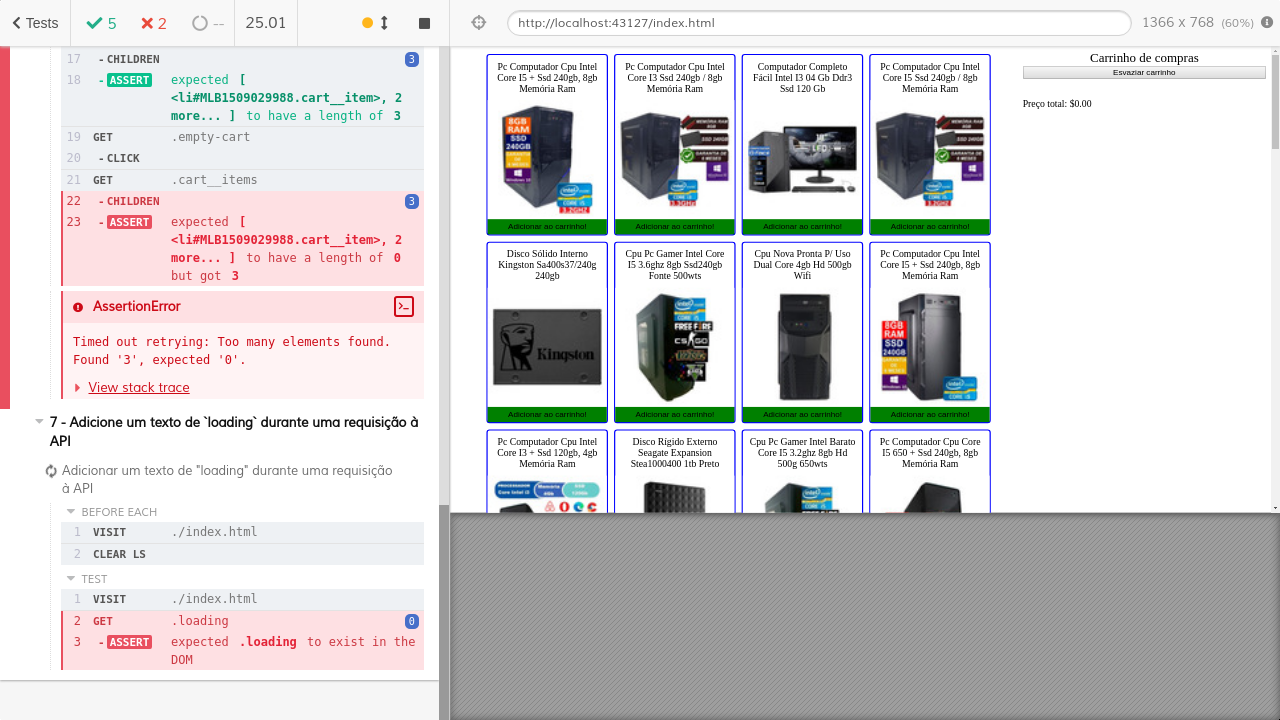 Tests
5
2
--
25.01
http://localhost:43127/index.html
1366 x 768 (60%)
17 - CHILDREN 3
18 - ASSERT expected [
<li#MLB1509029988.cart__item>, 2
more... ] to have a length of 3
19 GET .empty-cart
20 - CLICK
21 GET .cart__items
22 - CHILDREN 3
23 - ASSERT expected [
<li#MLB1509029988.cart__item>, 2
more... ] to have a length of 0
but got 3
AssertionError
Timed out retrying: Too many elements found.
Found '3', expected '0'.
View stack trace
7 - Adicione um texto de `loading` durante uma requisição à
API
Adicionar um texto de "loading" durante uma requisição
à API
BEFORE EACH
1 VISIT ./index.html
2 CLEAR LS
TEST
1 VISIT ./index.html
2 GET .loading 0
3 - ASSERT expected .loading to exist in the
DOM
Pc Computador Cpu Intel
Core I5 + Ssd 240gb, 8gb
Memória Ram
8GB
RAM
SSD
240GB
Adicionar ao carrinho!
Pc Computador Cpu Intel
Core I3 Ssd 240gb / 8gb
Memória Ram
Adicionar ao carrinho!
Computador Completo
Fácil Intel I3 04 Gb Ddr3
Ssd 120 Gb
Adicionar ao carrinho!
Pc Computador Cpu Intel
Core I5 Ssd 240gb / 8gb
Memória Ram
Adicionar ao carrinho!
Disco Sólido Interno
Kingston Sa400s37/240g
240gb
Kingston
Adicionar ao carrinho!
Cpu Pc Gamer Intel Core
I5 3.6ghz 8gb Ssd240gb
Fonte 500wts
FREE FIRE
CS GO
Adicionar ao carrinho!
Cpu Nova Pronta P/ Uso
Dual Core 4gb Hd 500gb
Wifi
Adicionar ao carrinho!
Pc Computador Cpu Intel
Core I5 + Ssd 240gb, 8gb
Memória Ram
8GB
RAM
SSD
240GB
Adicionar ao carrinho!
Pc Computador Cpu Intel
Core I3 + Ssd 120gb, 4gb
Memória Ram
Disco Rígido Externo
Seagate Expansion
Stea1000400 1tb Preto
Cpu Pc Gamer Intel Barato
Core I5 3.2ghz 8gb Hd
500g 650wts
Pc Computador Cpu Core
I5 650 + Ssd 240gb, 8gb
Memória Ram
Carrinho de compras
Esvaziar carrinho
Preço total: $0.00